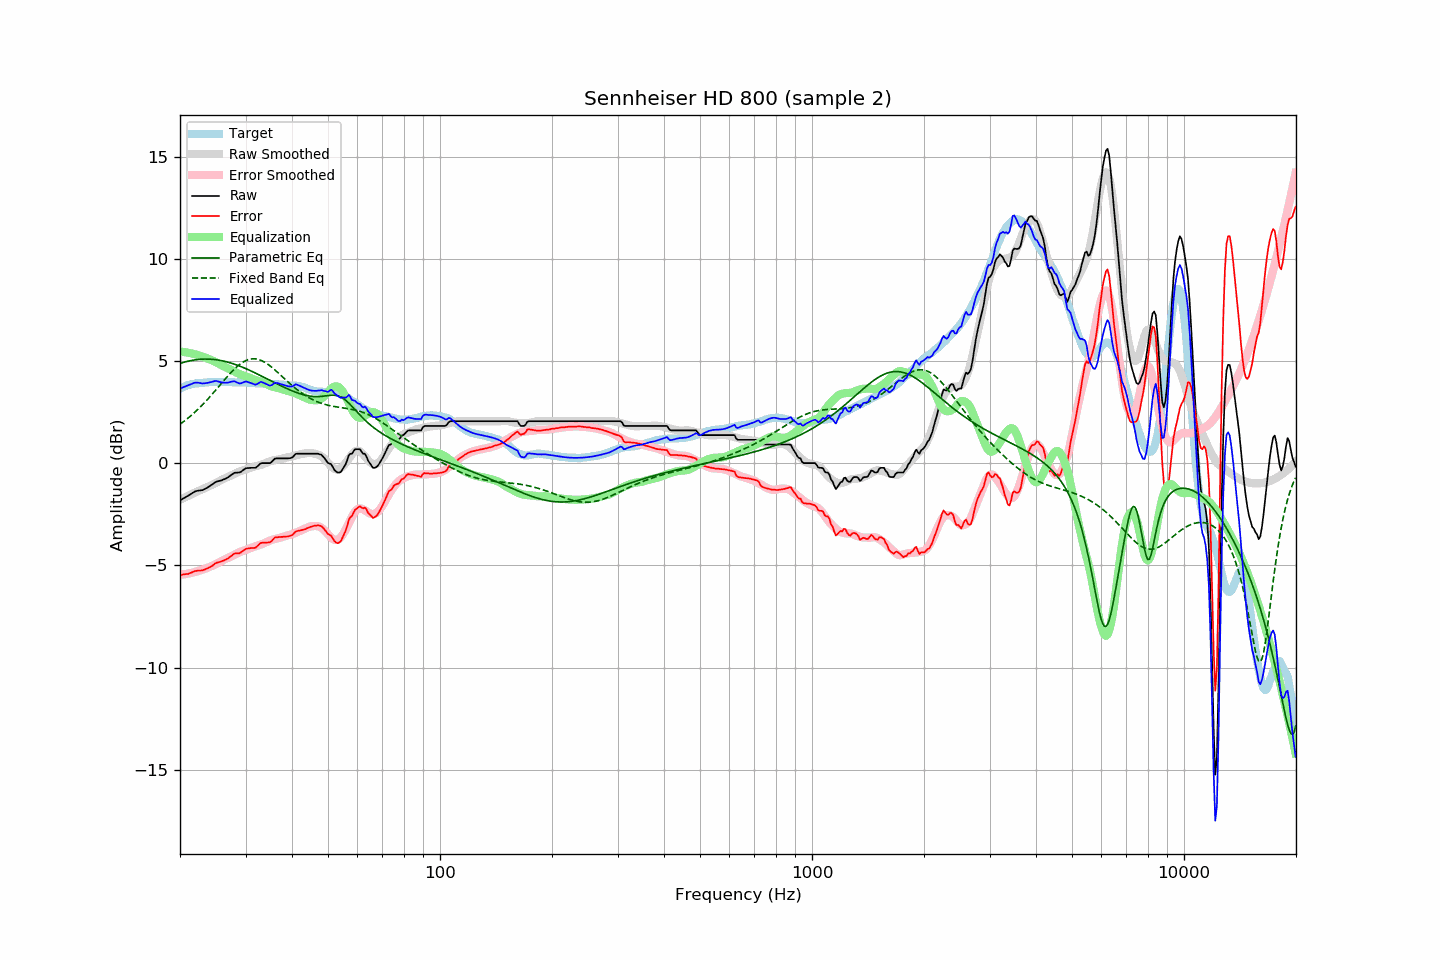 Sennheiser HD 800 (sample 2)
Target
Raw Smoothed
Error Smoothed
Raw
Error
Equalization
Parametric Eq
Fixed Band Eq
Equalized
15
10
5
0
−5
−10
−15
Amplitude (dBr)
100
1000
10000
Frequency (Hz)